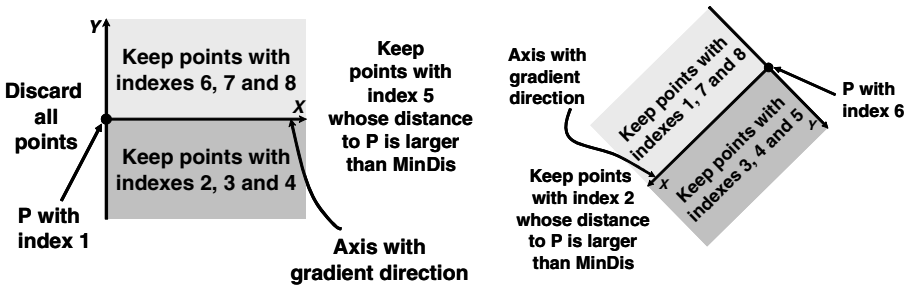 Y
Keep points with
indexes 6, 7 and 8
Discard
all
points
X
Keep points with
indexes 2, 3 and 4
P with
index 1
Keep
points with
index 5
whose distance
to P is larger
than MinDis
Axis with
gradient direction
Axis with
gradient
direction
Keep points with
indexes 1, 7 and 8
P with
index 6
Y
Keep points with
indexes 3, 4 and 5
X
Keep points
with index 2
whose distance
to P is larger
than MinDis